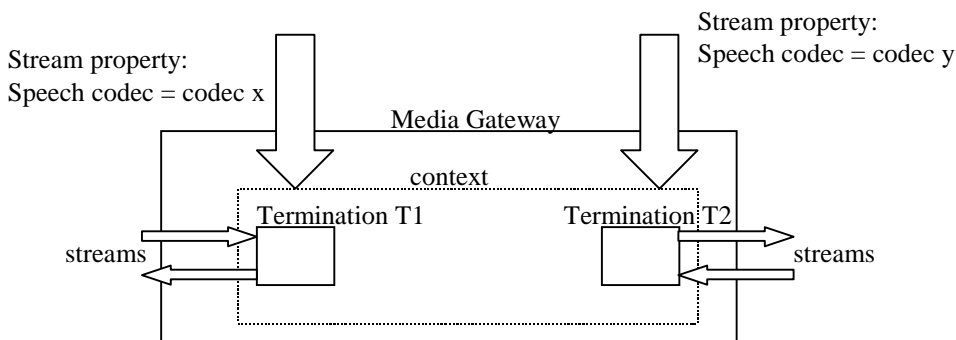 Stream property:
Speech codec = codec x
Stream property:
Speech codec = codec y
Media Gateway
context
Termination T1
Termination T2
streams
streams